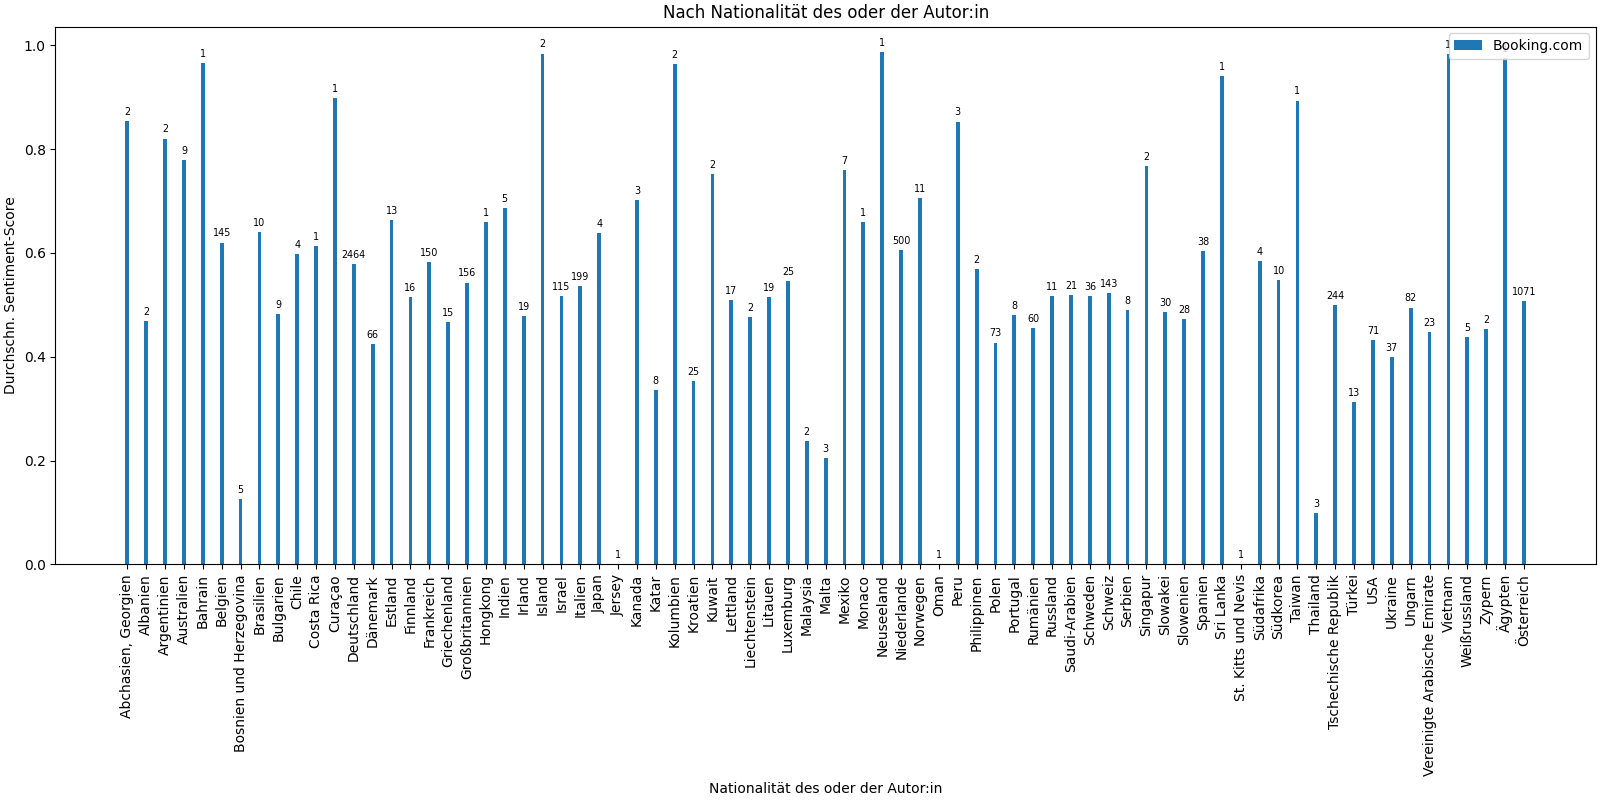 Nach Nationalität des oder der Autor:in
Booking.com
Durchschn. Sentiment-Score
1.0
0.8
0.6
0.4
0.2
0.0
2
2
2
9
1
145
5
10
9
4
1
1
2464
66
13
16
150
15
156
1
5
19
2
115
199
4
1
3
8
2
25
2
17
2
19
25
2
3
7
1
1
500
11
1
3
2
73
8
60
11
21
36
143
8
2
30
28
38
1
1
4
10
1
3
244
13
71
37
82
23
1
5
2
1071
Abchasien, Georgien
Albanien
Argentinien
Australien
Bahrain
Belgien
Bosnien und Herzegovina
Brasilien
Bulgarien
Chile
Costa Rica
Curaçao
Deutschland
Dänemark
Estland
Finnland
Frankreich
Griechenland
Großbritannien
Hongkong
Indien
Irland
Island
Israel
Italien
Japan
Jersey
Kanada
Katar
Kolumbien
Kroatien
Kuwait
Lettland
Liechtenstein
Litauen
Luxemburg
Malaysia
Malta
Mexiko
Monaco
Neuseeland
Niederlande
Norwegen
Oman
Peru
Philippinen
Polen
Portugal
Rumänien
Russland
Saudi-Arabien
Schweden
Schweiz
Serbien
Singapur
Slowakei
Slowenien
Spanien
Sri Lanka
St. Kitts und Nevis
Südafrika
Südkorea
Taiwan
Thailand
Tschechische Republik
Türkei
USA
Ukraine
Ungarn
Vereinigte Arabische Emirate
Vietnam
Weißrussland
Zypern
Ägypten
Österreich
Nationalität des oder der Autor:in